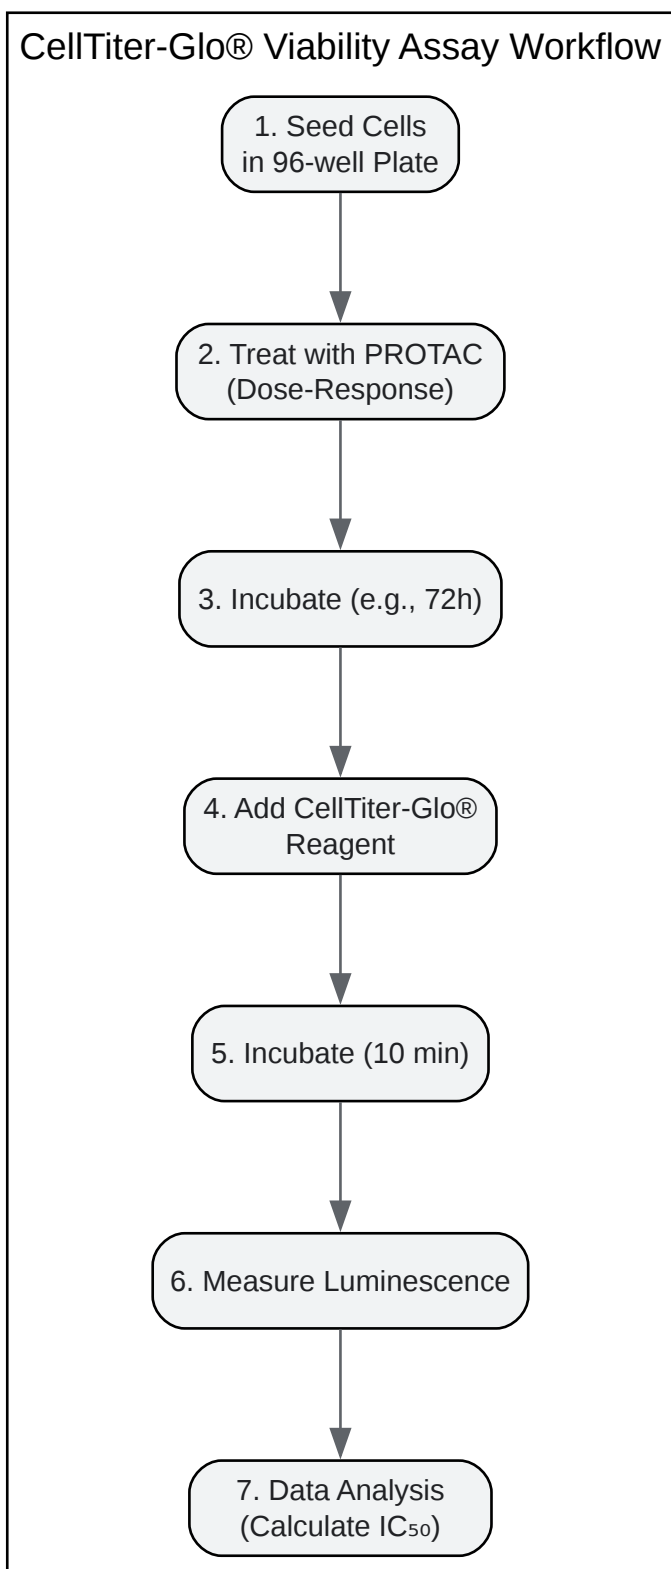 CellTiter-Glo® Viability Assay Workflow
1. Seed Cells
in 96-well Plate
2. Treat with PROTAC
(Dose-Response)
3. Incubate (e.g., 72h)
4. Add CellTiter-Glo®
Reagent
5. Incubate (10 min)
6. Measure Luminescence
7. Data Analysis
(Calculate IC₅₀)